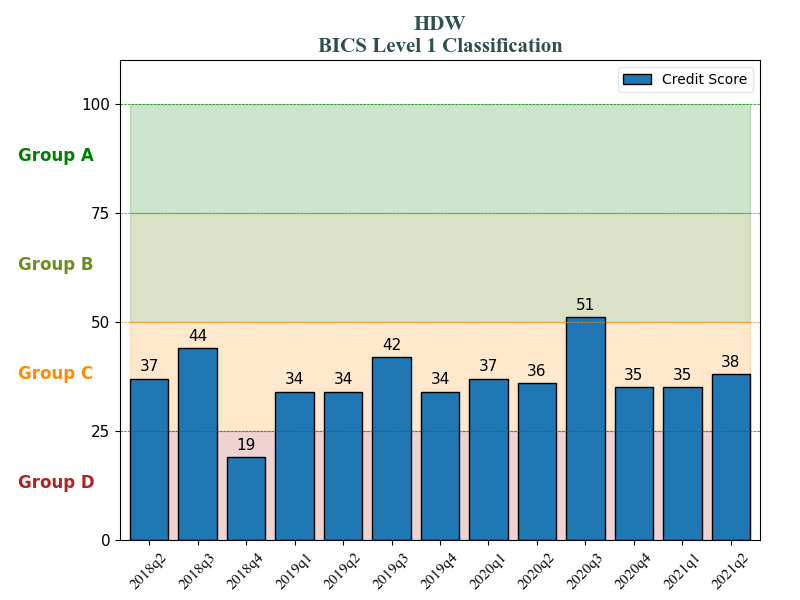 HDW
BICS Level 1 Classification
Credit Score
100
Group A
75
Group B
50
Group C
25
Group D
0
37
44
19
34
34
42
34
37
36
51
35
35
38
2018q2
2018q3
2018q4
2019q1
2019q2
2019q3
2019q4
2020q1
2020q2
2020q3
2020q4
2021q1
2021q2